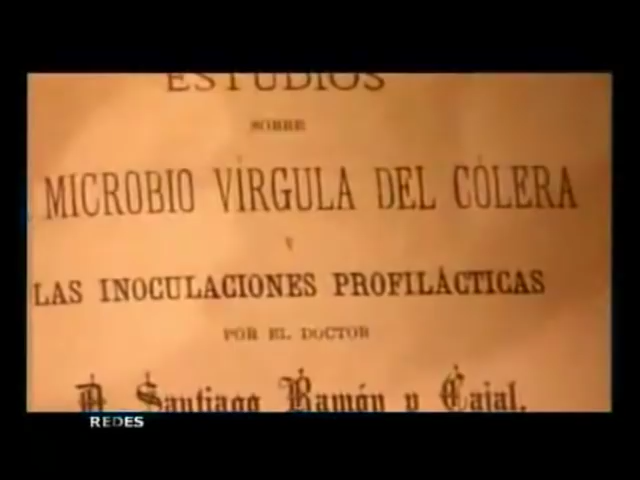 ESTUDIOS
SOBRE
MICROBIO VÍRGULA DEL CÓLERA
Y
LAS INOCULACIONES PROFILÁCTICAS
POR EL DOCTOR
D. Santiago Ramón y Cajal.
REDES